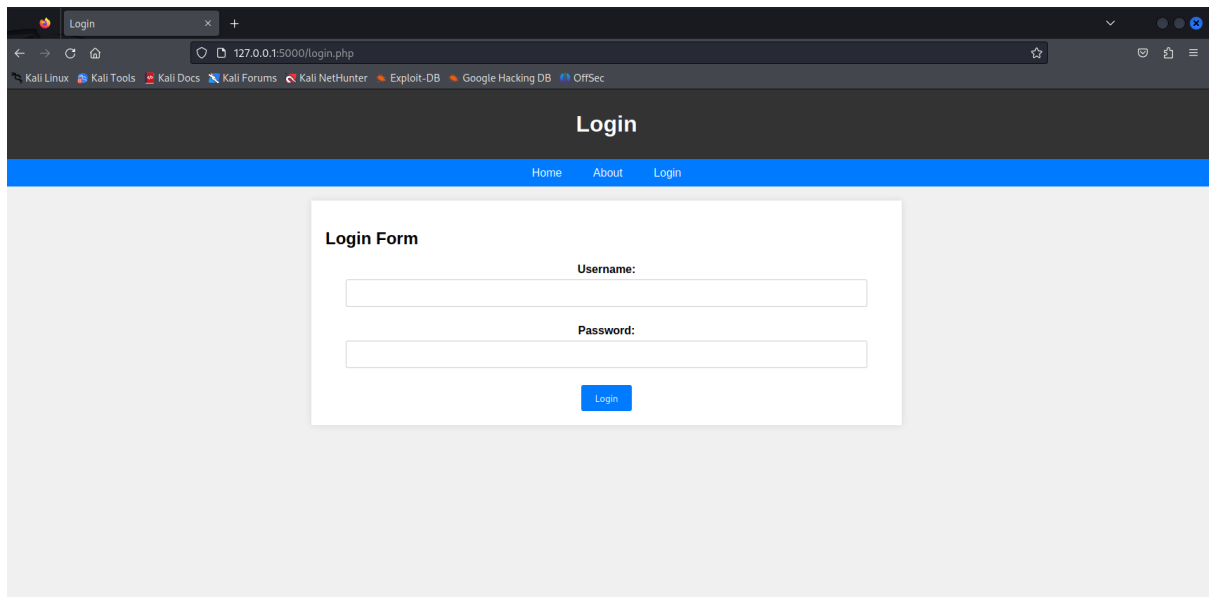 Login
127.0.0.1:5000/login.php
Kali Linux Kali Tools Kali Docs Kali Forums Kali NetHunter Exploit-DB Google Hacking DB OffSec
Login
Home About Login
Login Form
Username:
Password:
Login